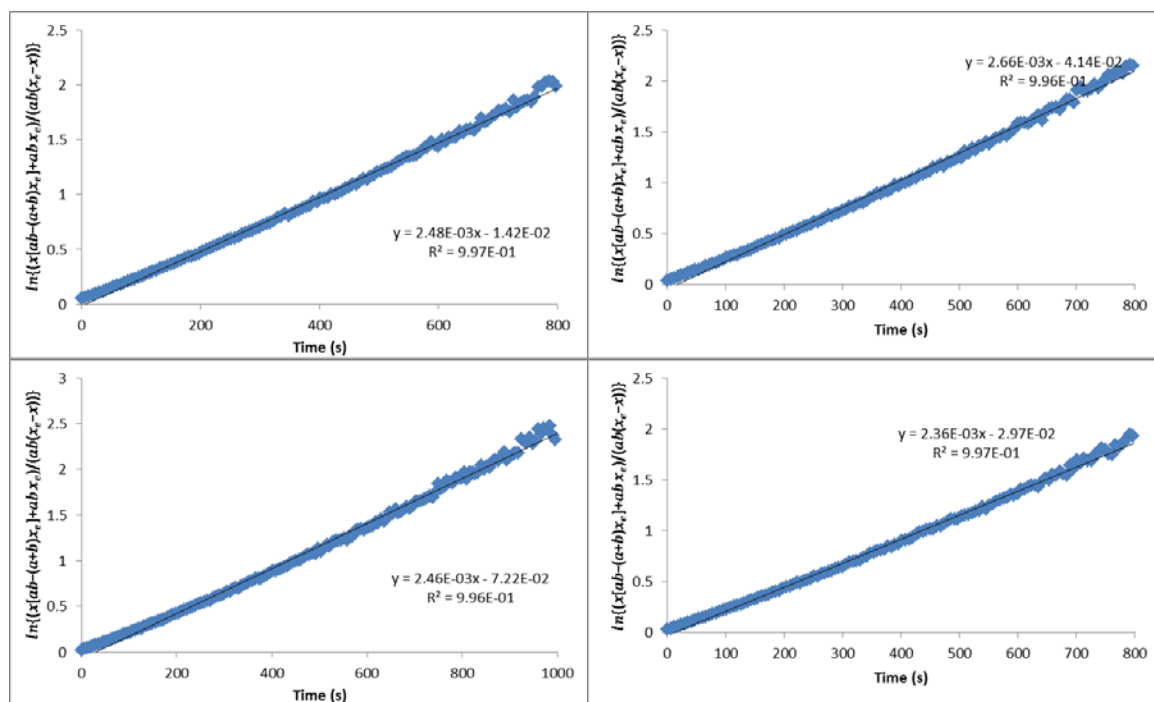 ln{(x[ab−(a+b)xₑ]+ab xₑ)/(ab(xₑ−x))}
2.5
2
1.5
1
0.5
0
0 200 400 600 800
Time (s)
y = 2.48E-03x - 1.42E-02
R² = 9.97E-01
ln{(x[ab−(a+b)xₑ]+ab xₑ)/(ab(xₑ−x))}
2.5
2
1.5
1
0.5
0
0 100 200 300 400 500 600 700 800
Time (s)
y = 2.66E-03x - 4.14E-02
R² = 9.96E-01
ln{(x[ab−(a+b)xₑ]+ab xₑ)/(ab(xₑ−x))}
3
2.5
2
1.5
1
0.5
0
0 200 400 600 800 1000
Time (s)
y = 2.46E-03x - 7.22E-02
R² = 9.96E-01
ln{(x[ab−(a+b)xₑ]+ab xₑ)/(ab(xₑ−x))}
2.5
2
1.5
1
0.5
0
0 100 200 300 400 500 600 700 800
Time (s)
y = 2.36E-03x - 2.97E-02
R² = 9.97E-01